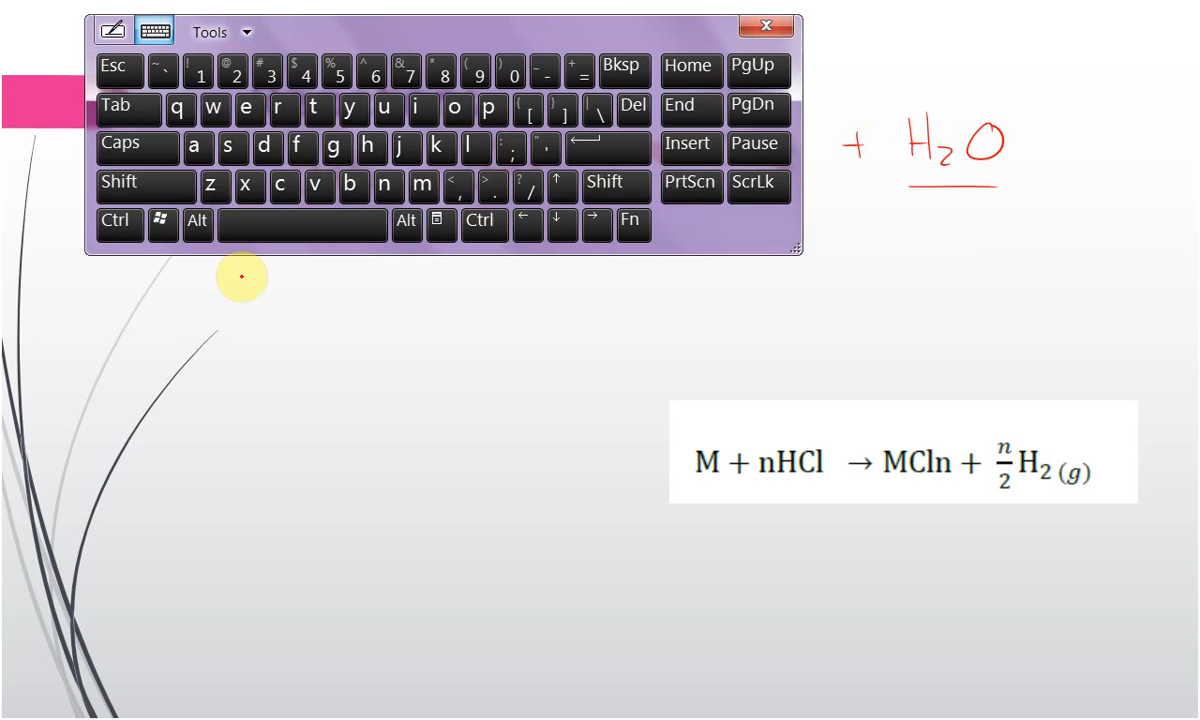 Tools
Esc ~ ` ! 1 @ 2 # 3 $ 4 % 5 ^ 6 & 7 * 8 ( 9 ) 0 _ - + = Bksp Home PgUp
Tab q w e r t y u i o p { [ } ] | \ Del End PgDn
Caps a s d f g h j k l : ; " ' Insert Pause
Shift z x c v b n m < , > . ? / ↑ Shift PrtScn ScrLk
Ctrl Alt Alt Ctrl ← ↓ → Fn
+ H₂O
M + nHCl → MCln + n/2 H₂ (g)